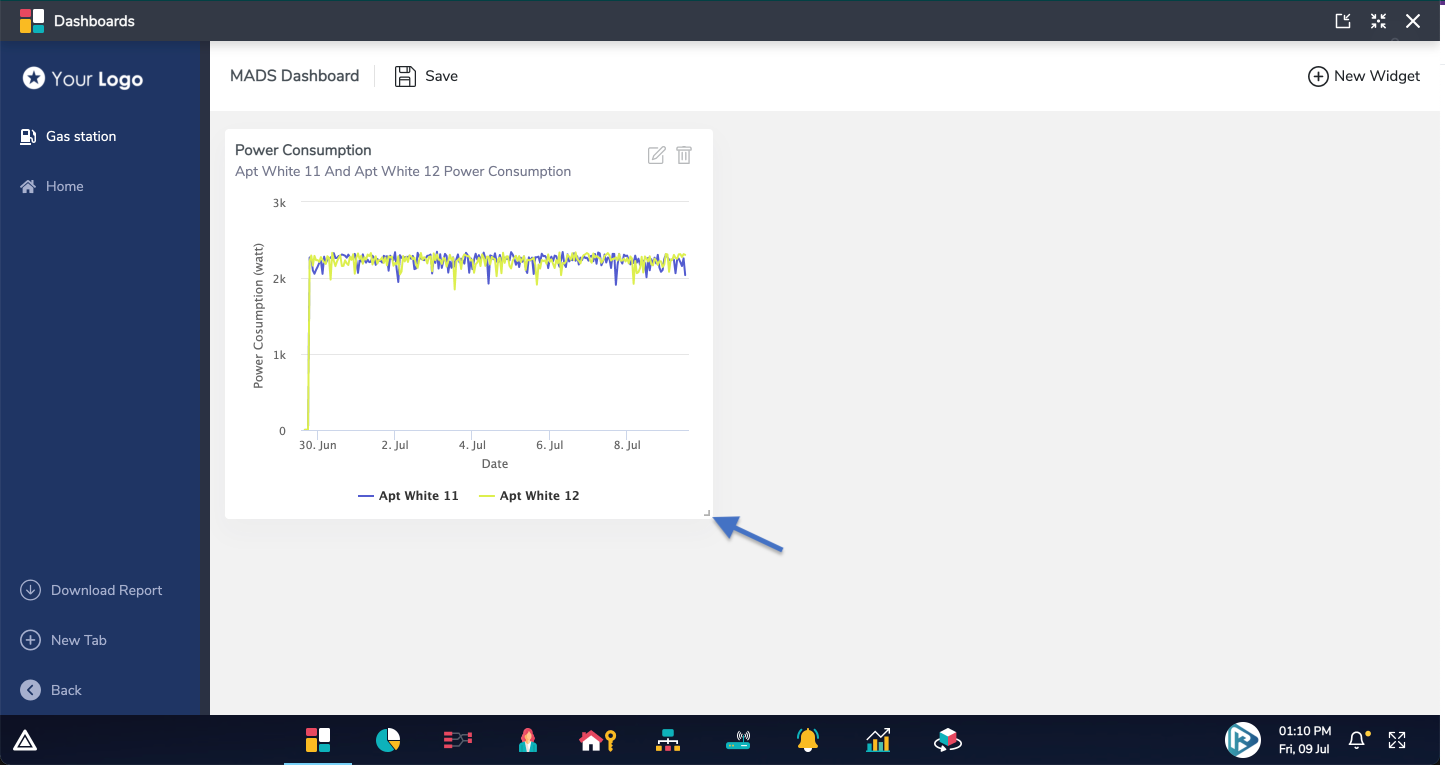 Dashboards
Your Logo
MADS Dashboard
Save
New Widget
Gas station
Home
Power Consumption
Apt White 11 And Apt White 12 Power Consumption
3k
2k
1k
0
Power Cosumption (watt)
30. Jun
2. Jul
4. Jul
6. Jul
8. Jul
Date
Apt White 11
Apt White 12
Download Report
New Tab
Back
01:10 PM
Fri, 09 Jul